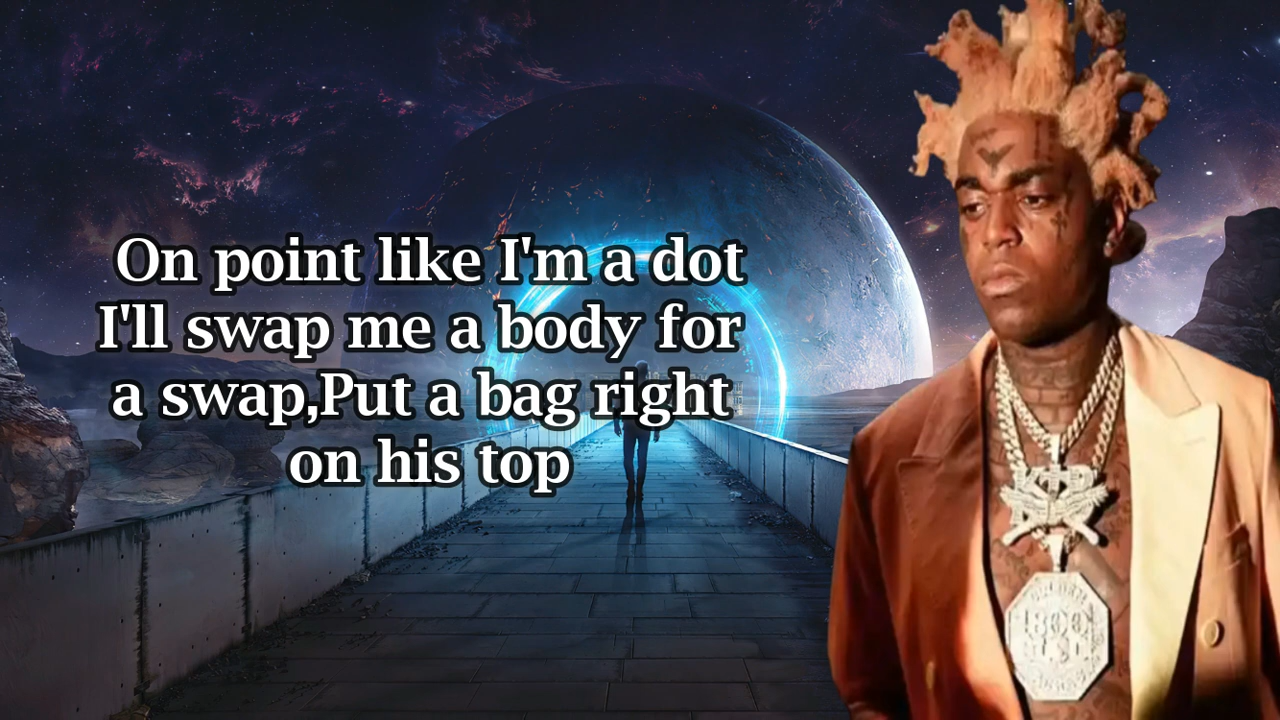 On point like I'm a dot
I'll swap me a body for
a swap,Put a bag right
on his top